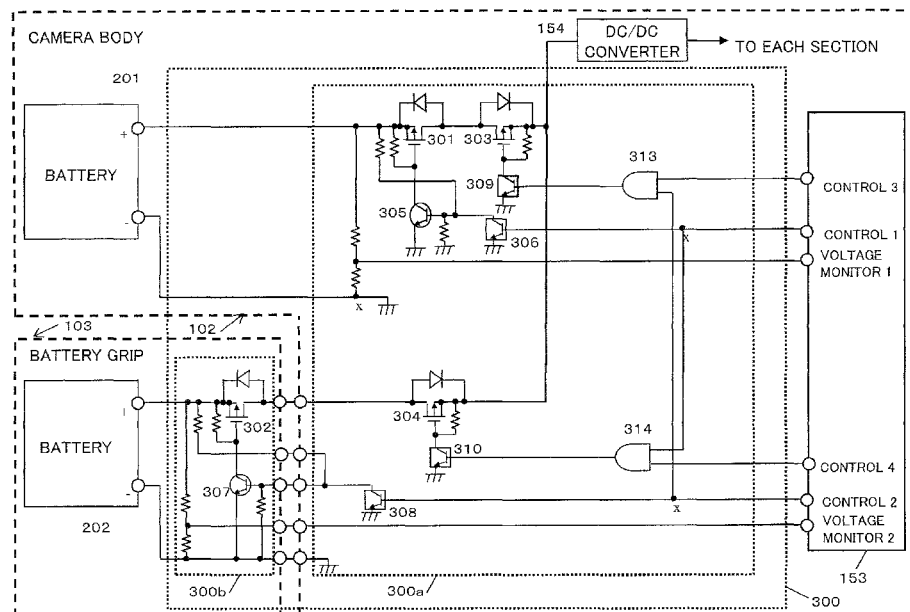 CAMERA BODY
154
DC/DC
CONVERTER
TO EACH SECTION
201
+
BATTERY
-
301
303
313
309
305
306
CONTROL 3
CONTROL 1
x
VOLTAGE
MONITOR 1
x
103
102
BATTERY GRIP
BATTERY
-
302
304
314
310
307
308
CONTROL 4
CONTROL 2
x
VOLTAGE
MONITOR 2
202
300b
300a
300
153